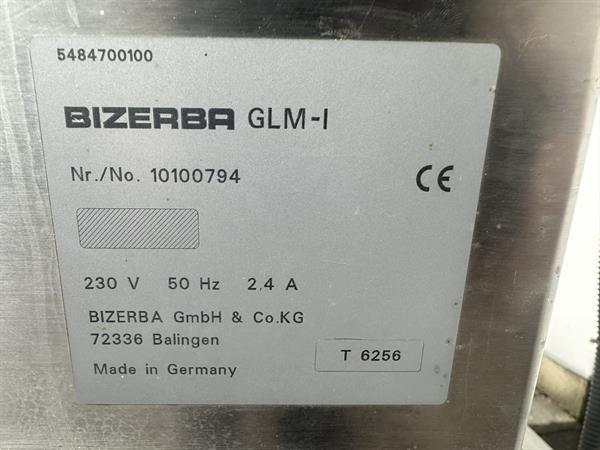 5484700100
BIZERBA GLM-I
Nr./No. 10100794
CE
230 V 50 Hz 2.4 A
BIZERBA GmbH & Co.KG
72336 Balingen
T 6256
Made in Germany